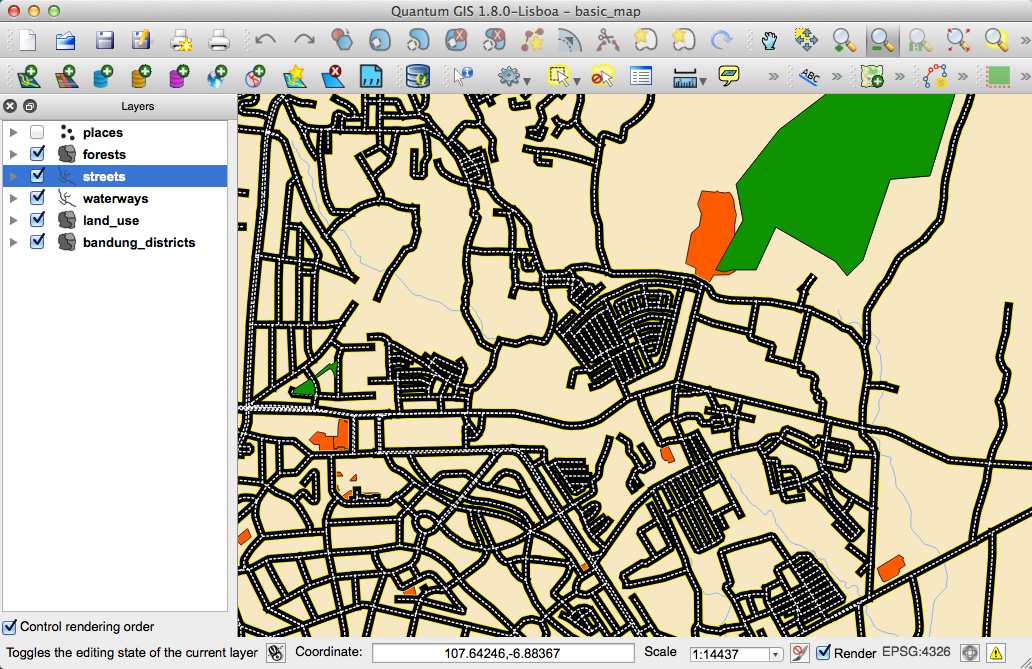 Quantum GIS 1.8.0-Lisboa - basic_map
ABC
Layers
places
forests
streets
waterways
land_use
bandung_districts
Control rendering order
Toggles the editing state of the current layer
Coordinate:
107.64246,-6.88367
Scale
1:14437
Render
EPSG:4326